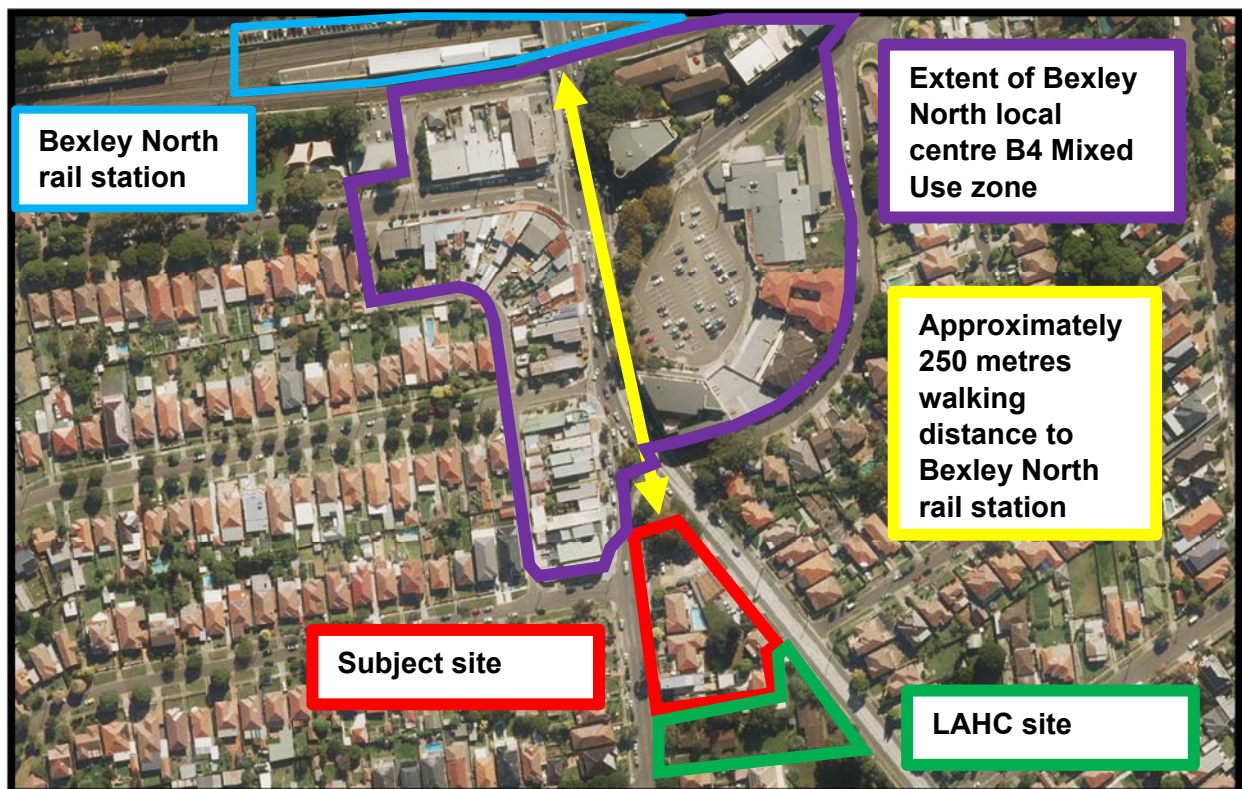 Bexley North
rail station
Extent of Bexley
North local
centre B4 Mixed
Use zone
Approximately
250 metres
walking
distance to
Bexley North
rail station
Subject site
LAHC site